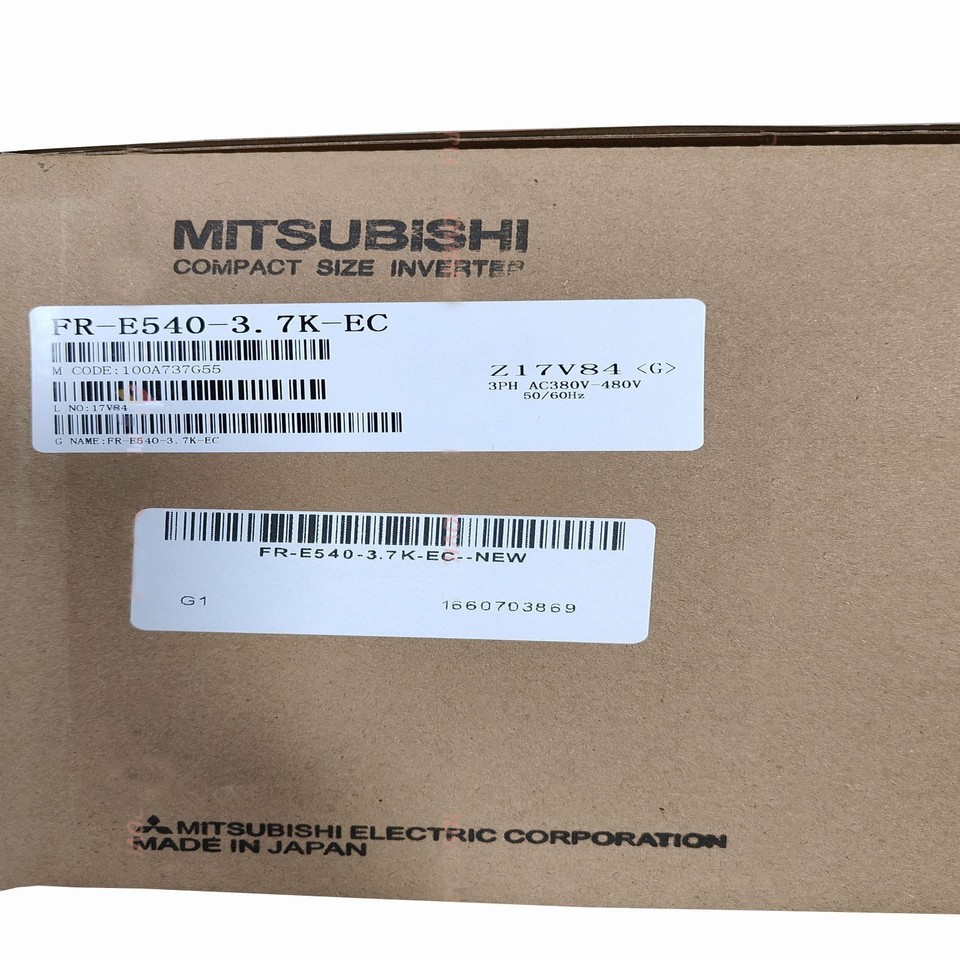 MITSUBISHI
COMPACT SIZE INVERTER
FR-E540-3.7K-EC
M CODE:100A737G55
L NO:17V84
G NAME:FR-E540-3.7K-EC
Z17V84 <G>
3PH AC380V-480V
50/60Hz
FR-E540-3.7K-EC--NEW
G1
1660703869
MITSUBISHI ELECTRIC CORPORATION
MADE IN JAPAN